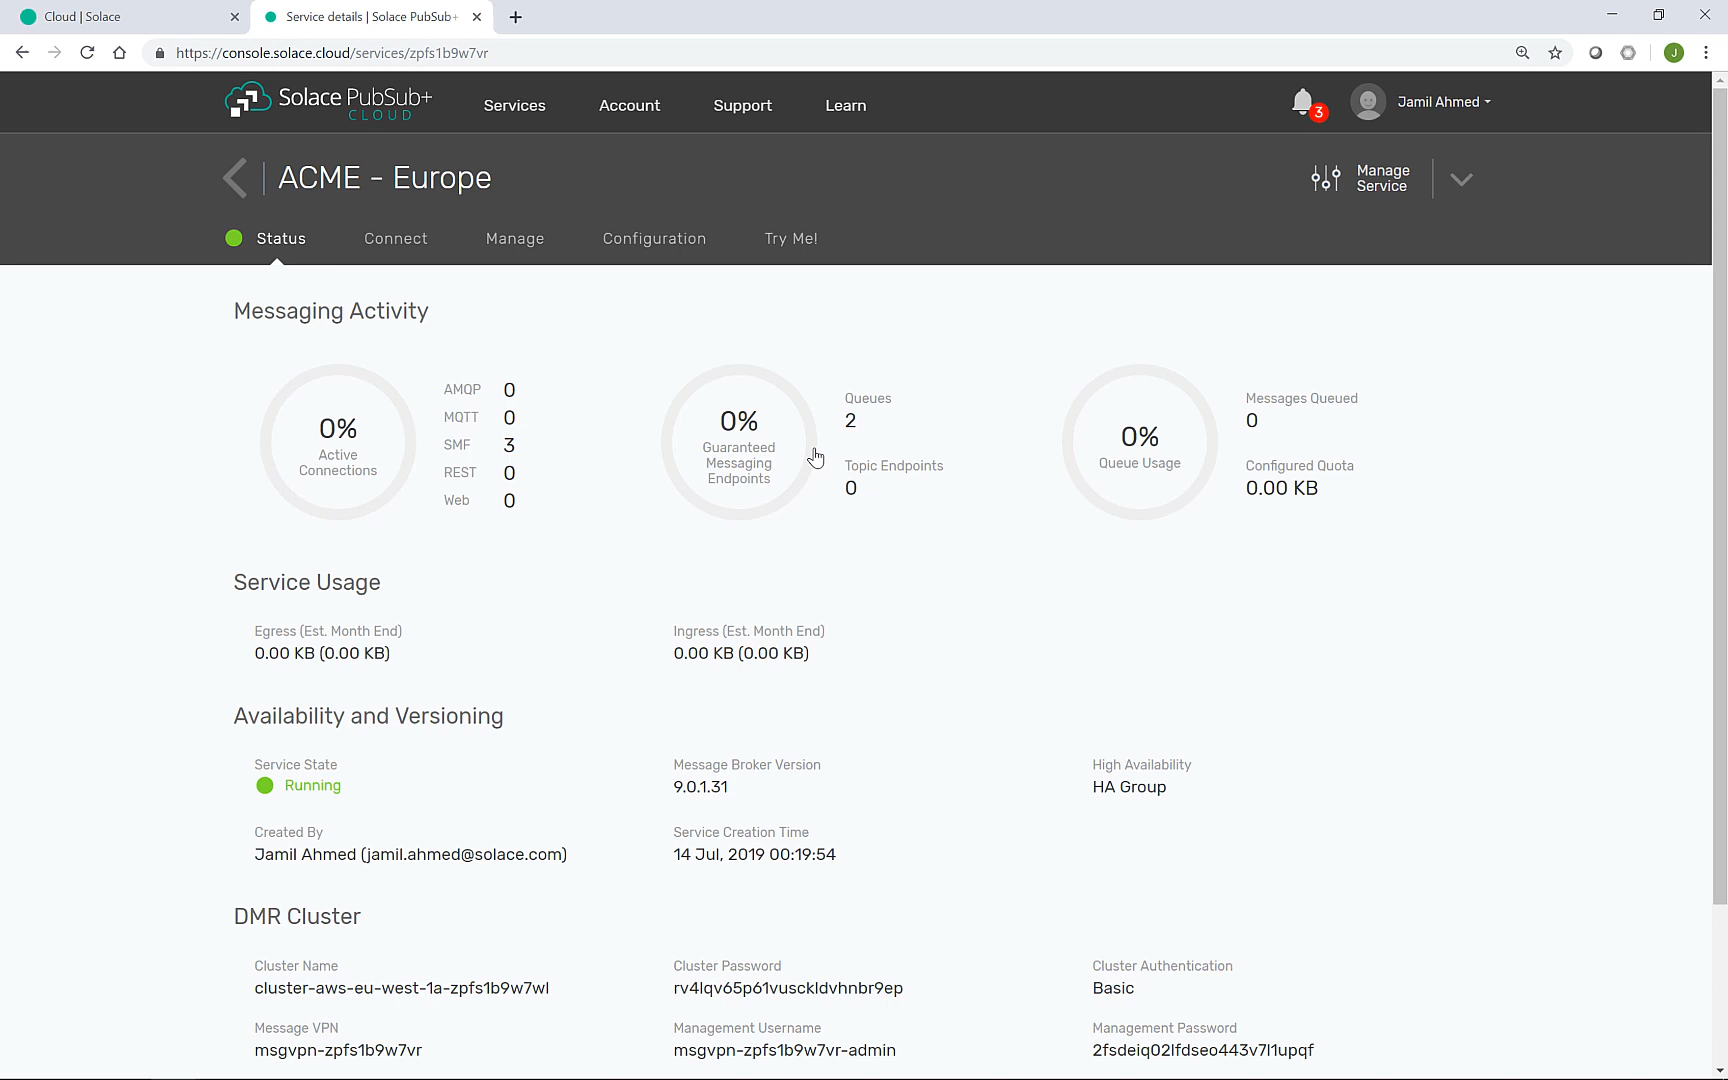 Cloud | Solace
Service details | Solace PubSub+
https://console.solace.cloud/services/zpfs1b9w7vr
J
Solace PubSub+
CLOUD
Services
Account
Support
Learn
3
Jamil Ahmed
ACME - Europe
Manage
Service
Status
Connect
Manage
Configuration
Try Me!
Messaging Activity
0%
Active
Connections
AMQP 0
MQTT 0
SMF 3
REST 0
Web 0
0%
Guaranteed
Messaging
Endpoints
Queues
2
Topic Endpoints
0
0%
Queue Usage
Messages Queued
0
Configured Quota
0.00 KB
Service Usage
Egress (Est. Month End)
0.00 KB (0.00 KB)
Ingress (Est. Month End)
0.00 KB (0.00 KB)
Availability and Versioning
Service State
Running
Message Broker Version
9.0.1.31
High Availability
HA Group
Created By
Jamil Ahmed (jamil.ahmed@solace.com)
Service Creation Time
14 Jul, 2019 00:19:54
DMR Cluster
Cluster Name
cluster-aws-eu-west-1a-zpfs1b9w7wl
Cluster Password
rv4lqv65p61vusckldvhnbr9ep
Cluster Authentication
Basic
Message VPN
msgvpn-zpfs1b9w7vr
Management Username
msgvpn-zpfs1b9w7vr-admin
Management Password
2fsdeiq02lfdseo443v7l1upqf